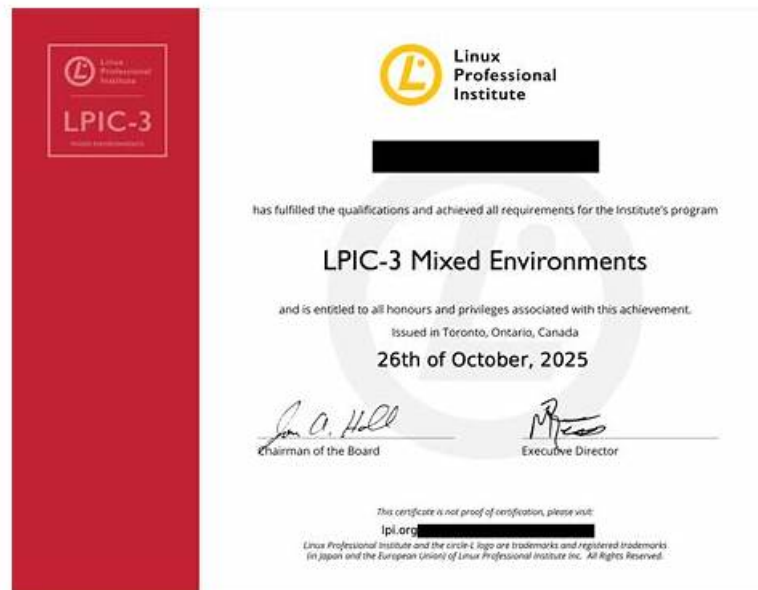 Linux
Professional
Institute
LPIC-3
Linux
Professional
Institute
has fulfilled the qualifications and achieved all requirements for the Institute's program
LPIC-3 Mixed Environments
and is entitled to all honours and privileges associated with this achievement.
Issued in Toronto, Ontario, Canada
26th of October, 2025
Jon A. Hall
Chairman of the Board
Executive Director
This certificate is not proof of certification, please visit:
lpi.org
Linux Professional Institute and the circle-L logo are trademarks and registered trademarks
(in Japan and the European Union) of Linux Professional Institute Inc. All Rights Reserved.